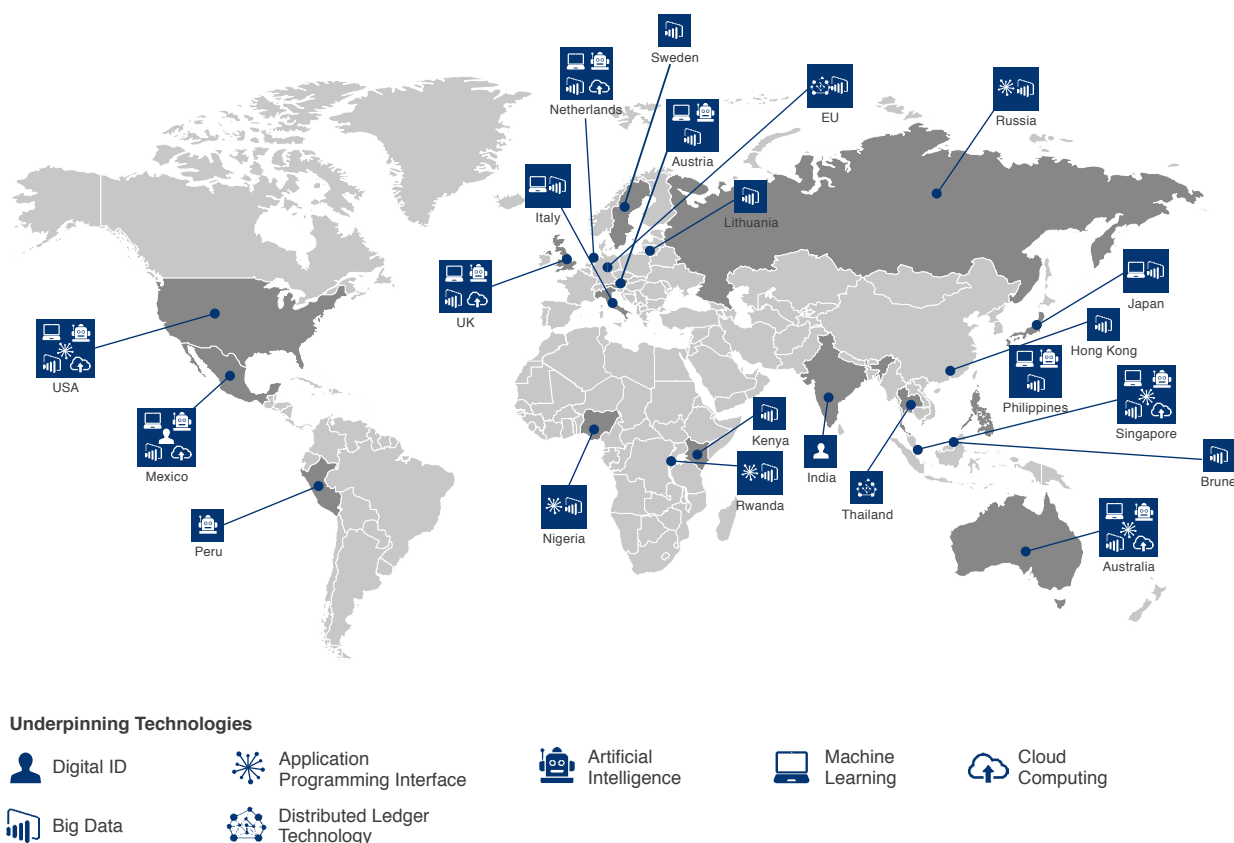 Sweden
Netherlands
EU
Russia
Austria
Italy
Lithuania
UK
Japan
USA
Hong Kong
Philippines
Singapore
Kenya
Mexico
India
Brune
Rwanda
Thailand
Nigeria
Peru
Australia
Underpinning Technologies
Digital ID
Application
Programming Interface
Artificial
Intelligence
Machine
Learning
Cloud
Computing
Big Data
Distributed Ledger
Technology